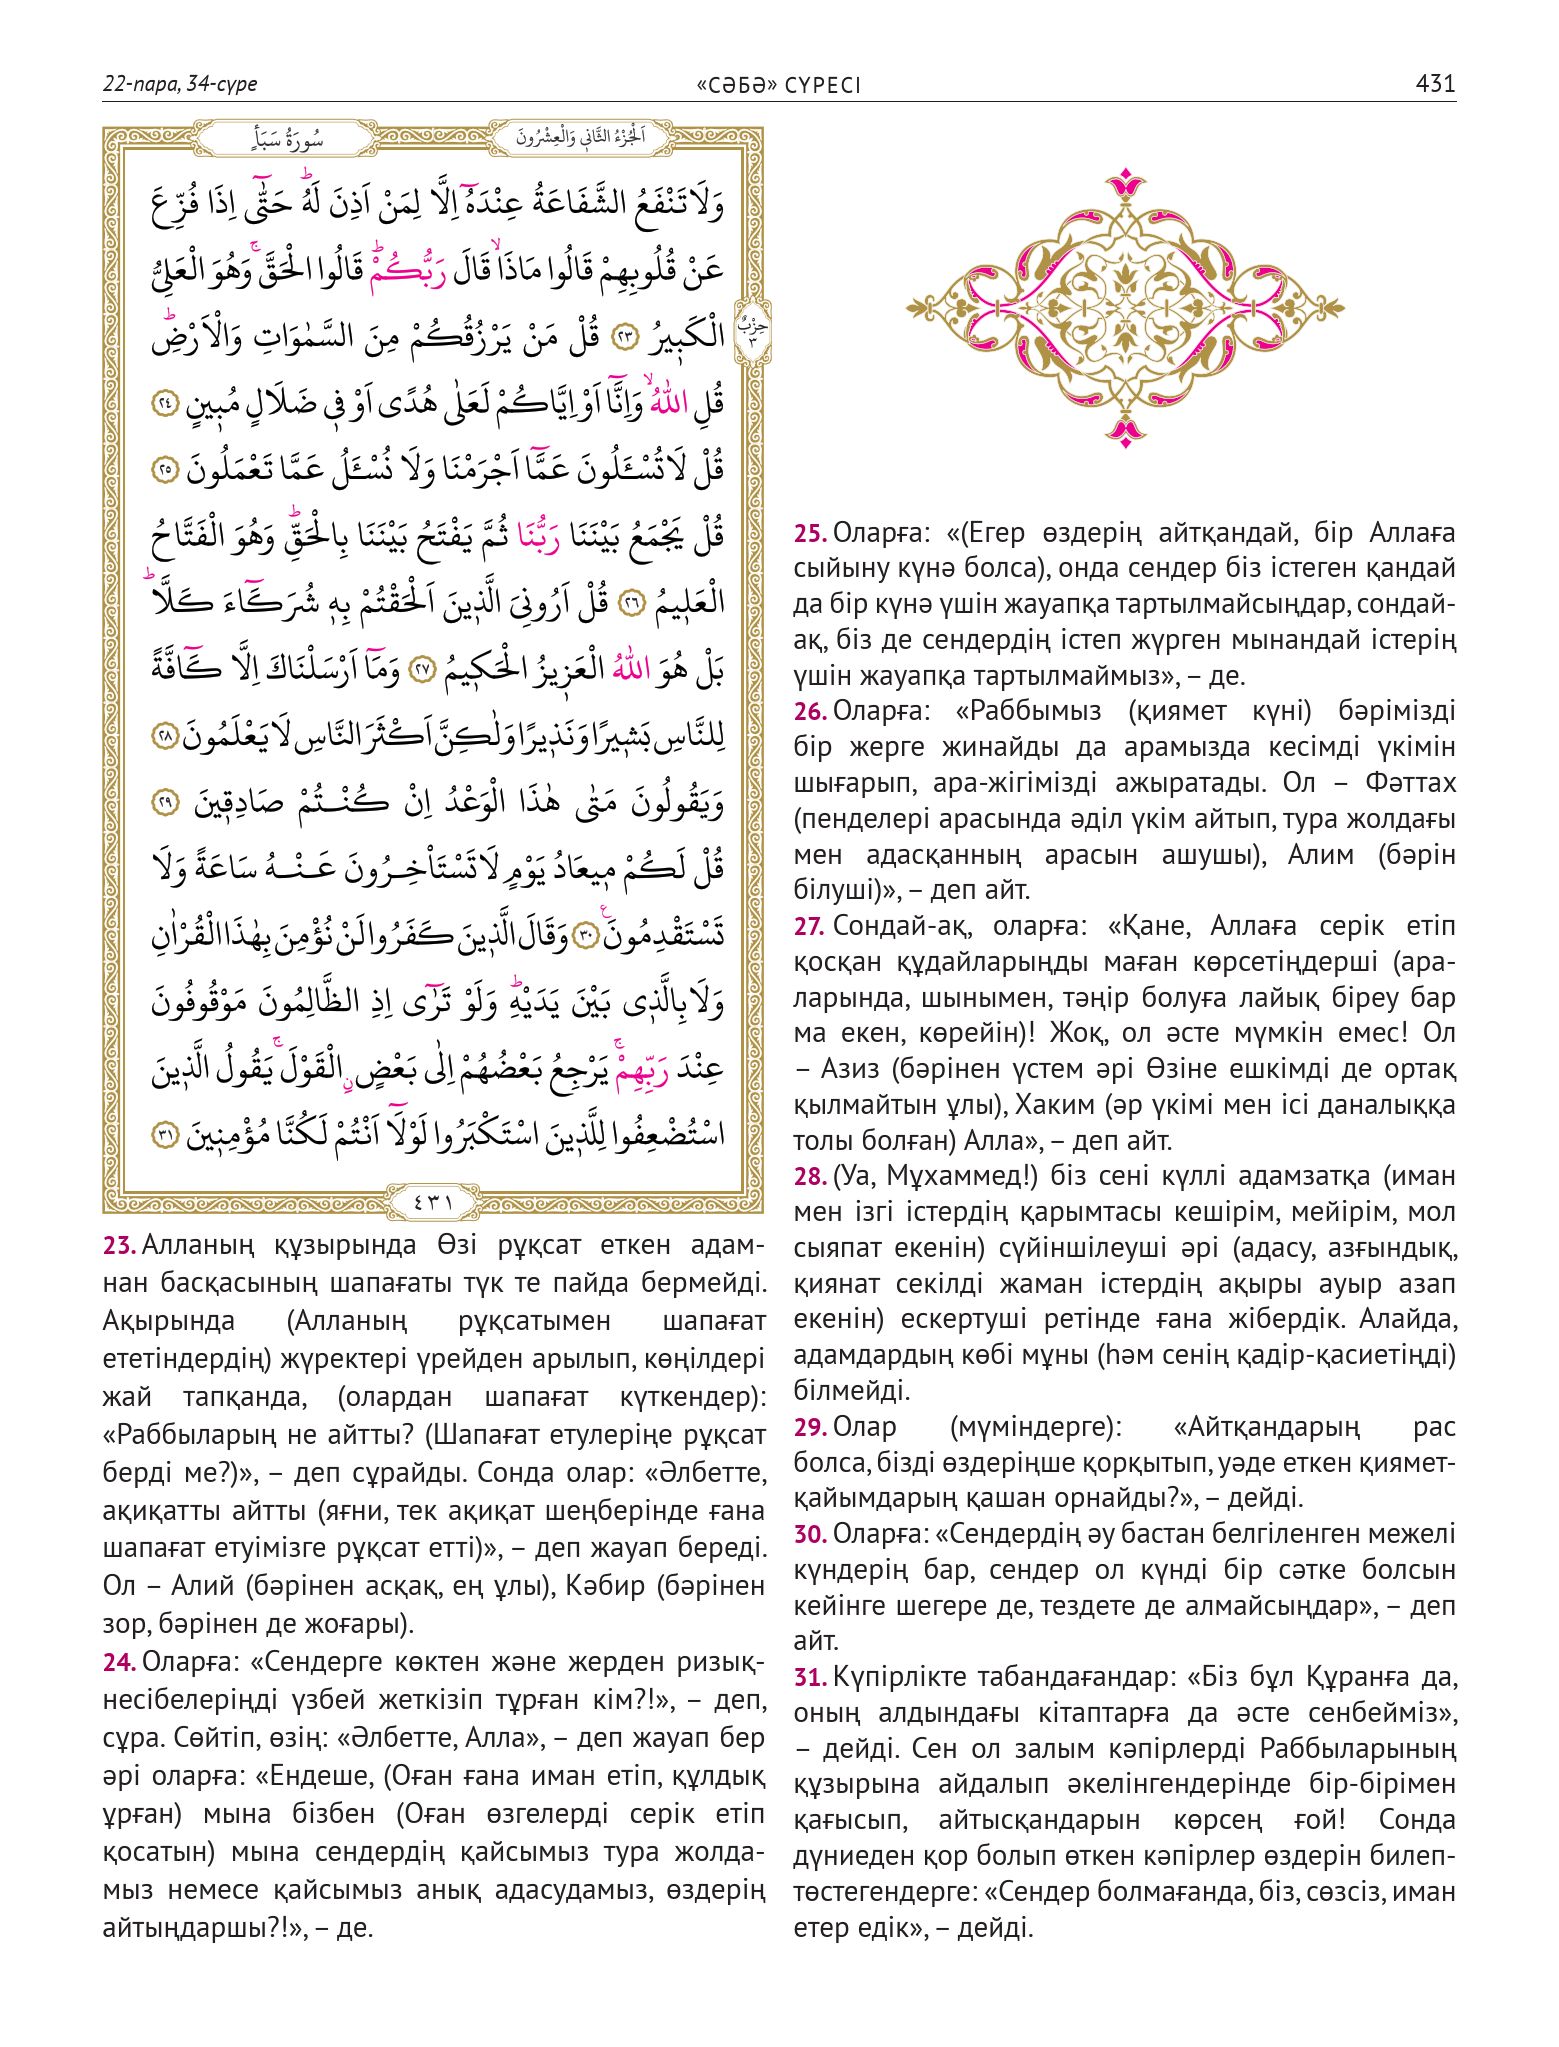 22-пара, 34-сүре
«СӘБӘ» СҮРЕСІ
431
سُورَةُ سَبَأٍ
اَلْجُزْءُ الثَّانٖي وَالْعِشْرُونَ
وَلَا تَنْفَعُ الشَّفَاعَةُ عِنْدَهُٓ اِلَّا لِمَنْ اَذِنَ لَهُؕ حَتّٰٓى اِذَا فُزِّعَ
عَنْ قُلُوبِهِمْ قَالُوا مَاذَاۙ قَالَ رَبُّكُمْؕ قَالُوا الْحَقَّۚ وَهُوَ الْعَلِيُّ
الْكَبٖيرُ ﴿٢٣﴾ قُلْ مَنْ يَرْزُقُكُمْ مِنَ السَّمٰوَاتِ وَالْاَرْضِؕ
حِزْبٌ ٣
قُلِ اللّٰهُۙ وَاِنَّٓا اَوْ اِيَّاكُمْ لَعَلٰى هُدًى اَوْ فٖي ضَلَالٍ مُبٖينٍ ﴿٢٤﴾
قُلْ لَا تُسْـَٔلُونَ عَمَّٓا اَجْرَمْنَا وَلَا نُسْـَٔلُ عَمَّا تَعْمَلُونَ ﴿٢٥﴾
قُلْ يَجْمَعُ بَيْنَنَا رَبُّنَا ثُمَّ يَفْتَحُ بَيْنَنَا بِالْحَقِّؕ وَهُوَ الْفَتَّاحُ
الْعَلٖيمُ ﴿٢٦﴾ قُلْ اَرُونِيَ الَّذٖينَ اَلْحَقْتُمْ بِهٖ شُرَكَٓاءَ كَلَّاؕ
بَلْ هُوَ اللّٰهُ الْعَزٖيزُ الْحَكٖيمُ ﴿٢٧﴾ وَمَٓا اَرْسَلْنَاكَ اِلَّا كَٓافَّةً
لِلنَّاسِ بَشٖيرًا وَنَذٖيرًا وَلٰكِنَّ اَكْثَرَ النَّاسِ لَا يَعْلَمُونَ ﴿٢٨﴾
وَيَقُولُونَ مَتٰى هٰذَا الْوَعْدُ اِنْ كُنْتُمْ صَادِقٖينَ ﴿٢٩﴾
قُلْ لَكُمْ مٖيعَادُ يَوْمٍ لَا تَسْتَأْخِرُونَ عَنْهُ سَاعَةً وَلَا
تَسْتَقْدِمُونَ ﴿٣٠﴾ع وَقَالَ الَّذٖينَ كَفَرُوا لَنْ نُؤْمِنَ بِهٰذَا الْقُرْاٰنِ
وَلَا بِالَّذٖي بَيْنَ يَدَيْهِؕ وَلَوْ تَرٰٓى اِذِ الظَّالِمُونَ مَوْقُوفُونَ
عِنْدَ رَبِّهِمْۚ يَرْجِعُ بَعْضُهُمْ اِلٰى بَعْضٍ نِ الْقَوْلَۚ يَقُولُ الَّذٖينَ
اسْتُضْعِفُوا لِلَّذٖينَ اسْتَكْبَرُوا لَوْلَٓا اَنْتُمْ لَكُنَّا مُؤْمِنٖينَ ﴿٣١﴾
٤٣١
23. Алланың құзырында Өзі рұқсат еткен адам-
нан басқасының шапағаты түк те пайда бермейді.
Ақырында (Алланың рұқсатымен шапағат
ететіндердің) жүректері үрейден арылып, көңілдері
жай тапқанда, (олардан шапағат күткендер):
«Раббыларың не айтты? (Шапағат етулеріңе рұқсат
берді ме?)», – деп сұрайды. Сонда олар: «Әлбетте,
ақиқатты айтты (яғни, тек ақиқат шеңберінде ғана
шапағат етуімізге рұқсат етті)», – деп жауап береді.
Ол – Алий (бәрінен асқақ, ең ұлы), Кәбир (бәрінен
зор, бәрінен де жоғары).
24. Оларға: «Сендерге көктен және жерден ризық-
несібелеріңді үзбей жеткізіп тұрған кім?!», – деп,
сұра. Сөйтіп, өзің: «Әлбетте, Алла», – деп жауап бер
әрі оларға: «Ендеше, (Оған ғана иман етіп, құлдық
ұрған) мына бізбен (Оған өзгелерді серік етіп
қосатын) мына сендердің қайсымыз тура жолда-
мыз немесе қайсымыз анық адасудамыз, өздерің
айтыңдаршы?!», – де.
25. Оларға: «(Егер өздерің айтқандай, бір Аллаға
сыйыну күнә болса), онда сендер біз істеген қандай
да бір күнә үшін жауапқа тартылмайсыңдар, сондай-
ақ, біз де сендердің істеп жүрген мынандай істерің
үшін жауапқа тартылмаймыз», – де.
26. Оларға: «Раббымыз (қиямет күні) бәрімізді
бір жерге жинайды да арамызда кесімді үкімін
шығарып, ара-жігімізді ажыратады. Ол – Фәттах
(пенделері арасында әділ үкім айтып, тура жолдағы
мен адасқанның арасын ашушы), Алим (бәрін
білуші)», – деп айт.
27. Сондай-ақ, оларға: «Қане, Аллаға серік етіп
қосқан құдайларыңды маған көрсетіңдерші (ара-
ларында, шынымен, тәңір болуға лайық біреу бар
ма екен, көрейін)! Жоқ, ол әсте мүмкін емес! Ол
– Азиз (бәрінен үстем әрі Өзіне ешкімді де ортақ
қылмайтын ұлы), Хаким (әр үкімі мен ісі даналыққа
толы болған) Алла», – деп айт.
28. (Уа, Мұхаммед!) біз сені күллі адамзатқа (иман
мен ізгі істердің қарымтасы кешірім, мейірім, мол
сыяпат екенін) сүйіншілеуші әрі (адасу, азғындық,
қиянат секілді жаман істердің ақыры ауыр азап
екенін) ескертуші ретінде ғана жібердік. Алайда,
адамдардың көбі мұны (һәм сенің қадір-қасиетіңді)
білмейді.
29. Олар (мүміндерге): «Айтқандарың рас
болса, бізді өздеріңше қорқытып, уәде еткен қиямет-
қайымдарың қашан орнайды?», – дейді.
30. Оларға: «Сендердің әу бастан белгіленген межелі
күндерің бар, сендер ол күнді бір сәтке болсын
кейінге шегере де, тездете де алмайсыңдар», – деп
айт.
31. Күпірлікте табандағандар: «Біз бұл Құранға да,
оның алдындағы кітаптарға да әсте сенбейміз»,
– дейді. Сен ол залым кәпірлерді Раббыларының
құзырына айдалып әкелінгендерінде бір-бірімен
қағысып, айтысқандарын көрсең ғой! Сонда
дүниеден қор болып өткен кәпірлер өздерін билеп-
төстегендерге: «Сендер болмағанда, біз, сөзсіз, иман
етер едік», – дейді.